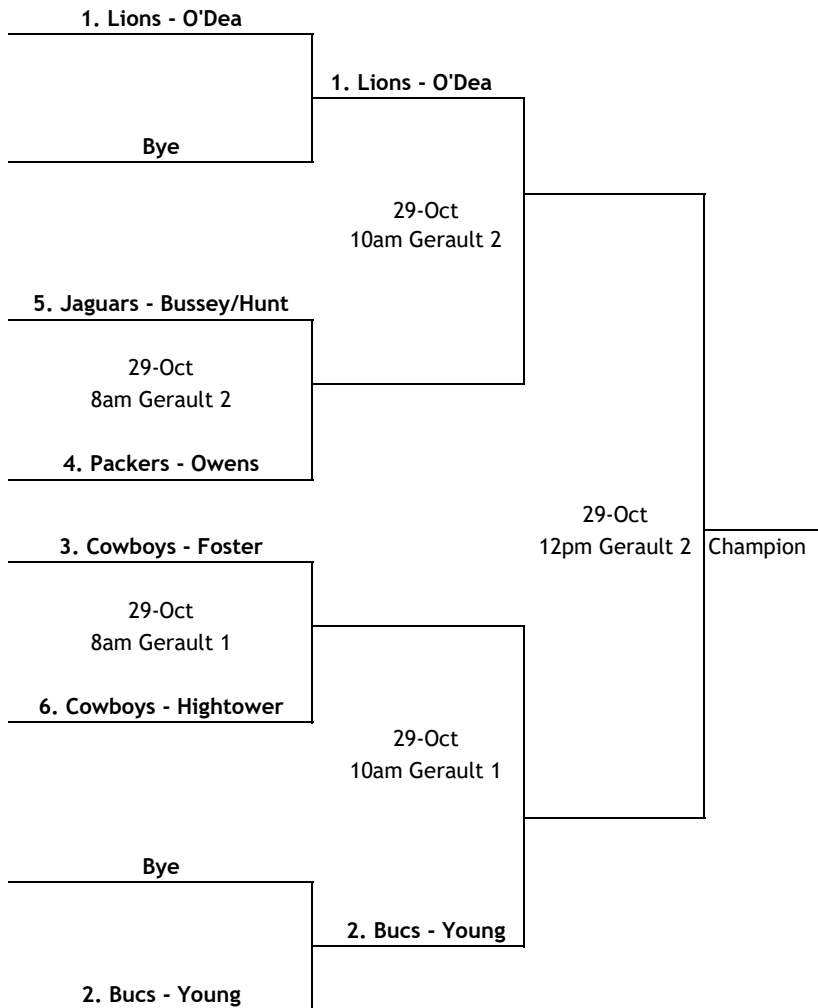 1. Lions - O'Dea
1. Lions - O'Dea
Bye
29-Oct
10am Gerault 2
5. Jaguars - Bussey/Hunt
29-Oct
8am Gerault 2
4. Packers - Owens
29-Oct
12pm Gerault 2
Champion
3. Cowboys - Foster
29-Oct
8am Gerault 1
6. Cowboys - Hightower
29-Oct
10am Gerault 1
Bye
2. Bucs - Young
2. Bucs - Young